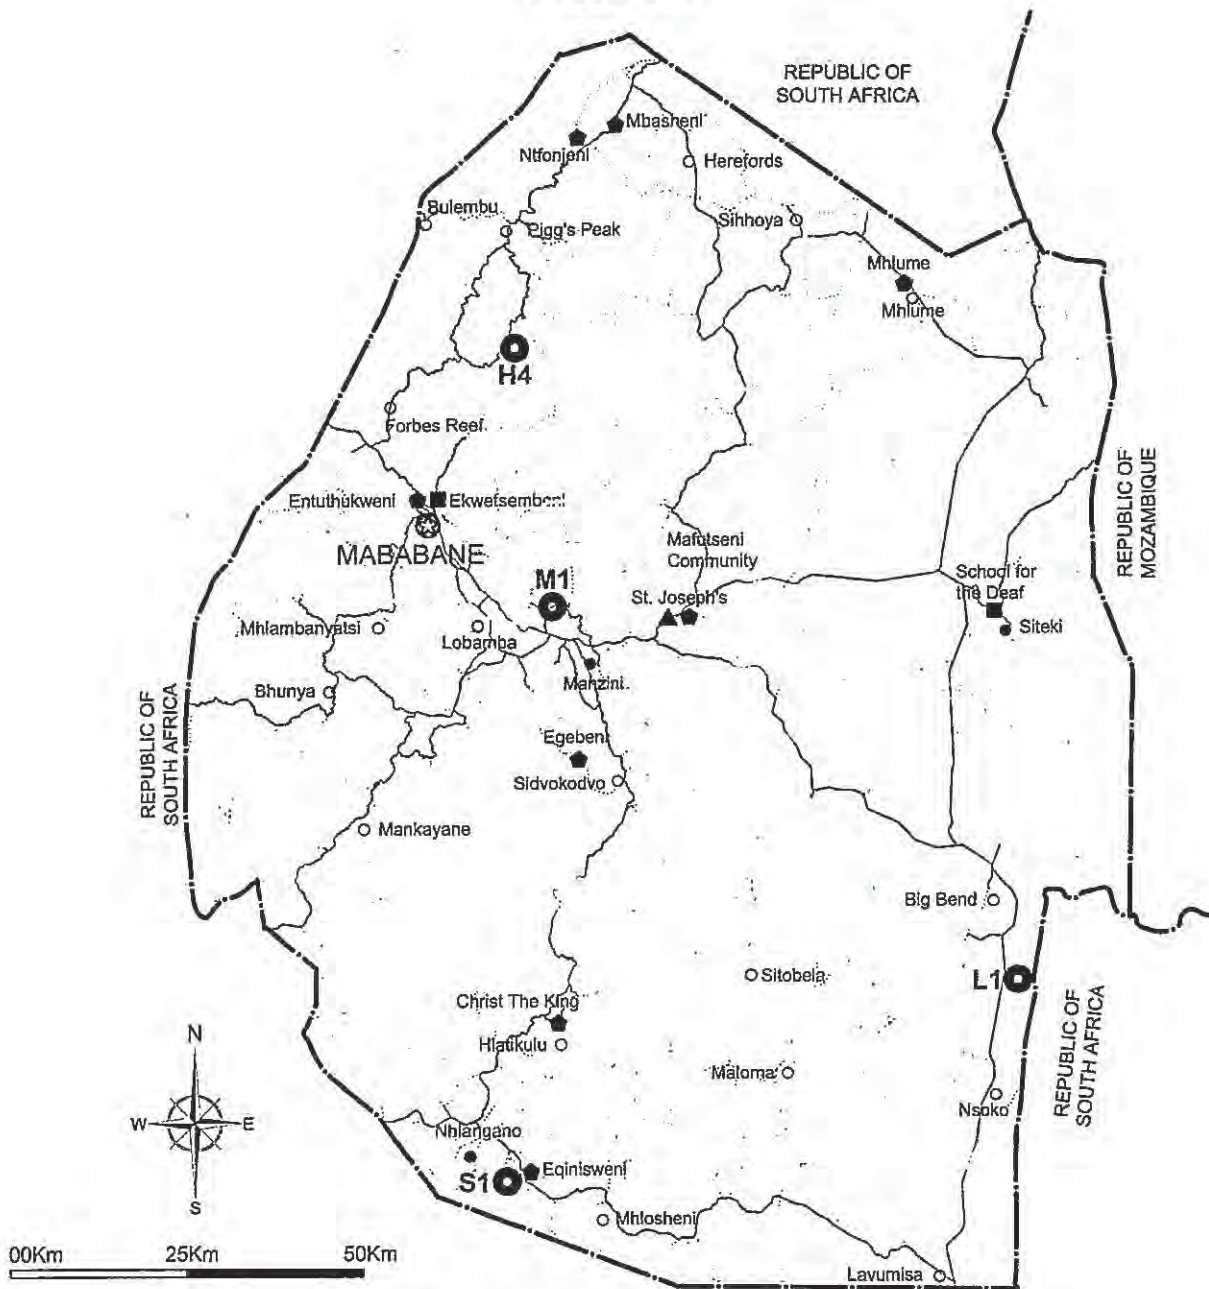 REPUBLIC OF
SOUTH AFRICA
Mbasheni
Ntfonjeni
Herefords
Bulembu
Pigg's Peak
Sihhoya
Mhlume
Mhlume
H4
Forbes Reef
Entuthukweni
MABABANE
M1
Mafutseni
Community
REPUBLIC OF
MOZAMBIQUE
School for
the Deaf
St. Joseph's
Siteki
Mhlambanyatsi
Lobamba
Manzini
Bhunya
REPUBLIC OF
SOUTH AFRICA
Egebeni
Sidvokodvo
Mankayane
Big Bend
Sitobela
L1
Christ The King
Hlatikulu
Maloma
Nsoko
REPUBLIC OF
SOUTH AFRICA
N
W
E
S
Nhlangano
S1
Eqinisweni
Mhlosheni
00Km
25Km
50Km
Lavumisa